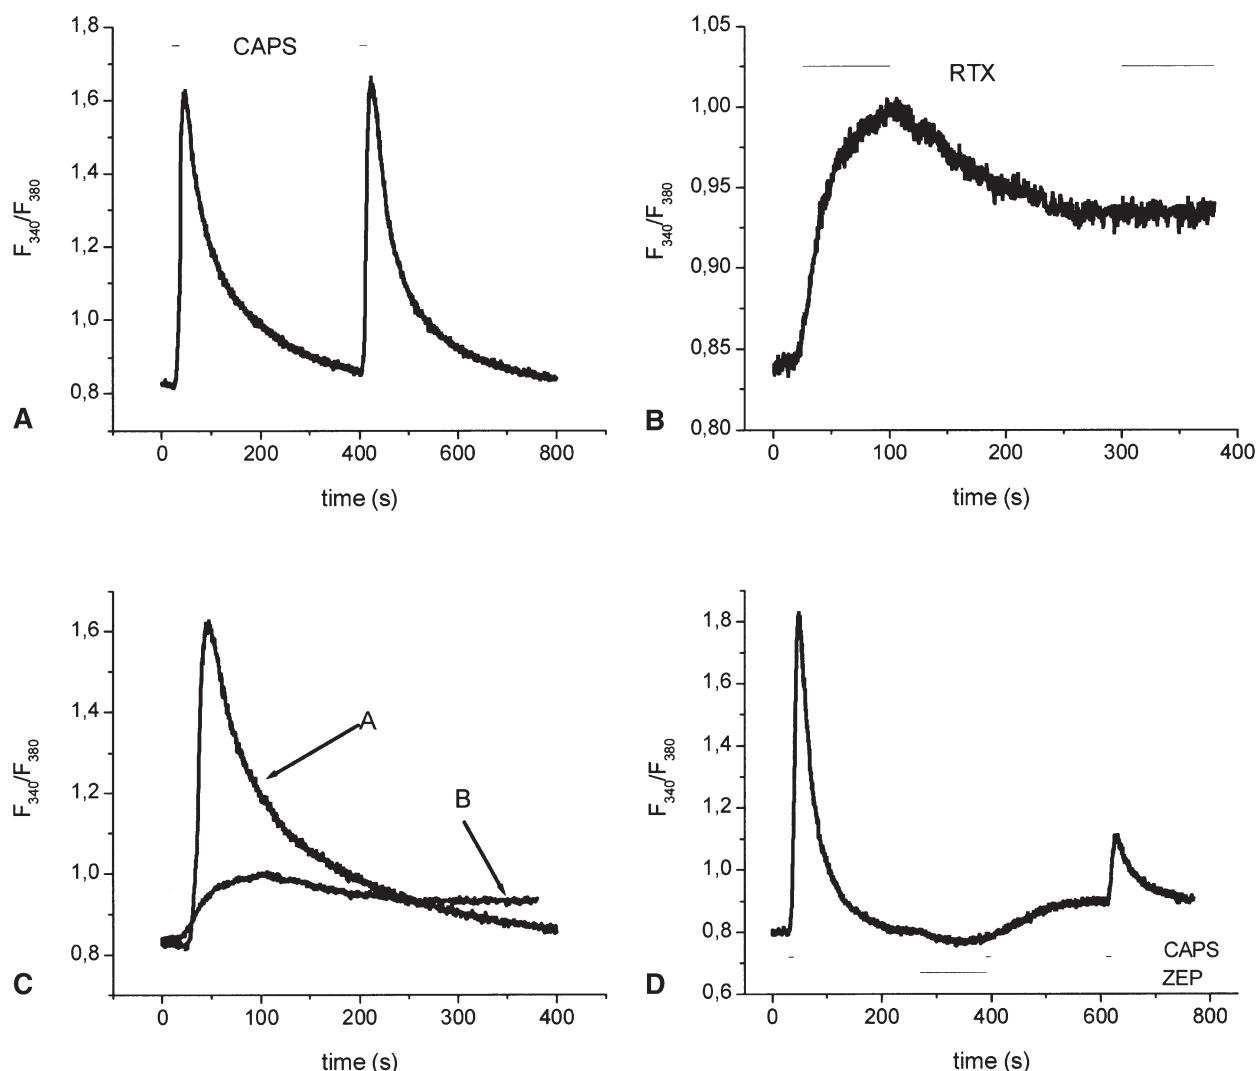 1,8
CAPS
1,6
1,4
1,2
1,0
0,8
F340/F380
A
0 200 400 600 800
time (s)
1,05
RTX
1,00
0,95
0,90
0,85
0,80
F340/F380
B
0 100 200 300 400
time (s)
1,6
1,4
1,2
1,0
0,8
F340/F380
A
B
C
0 100 200 300 400
time (s)
1,8
1,6
1,4
1,2
1,0
0,8
0,6
F340/F380
CAPS
ZEP
D
0 200 400 600 800
time (s)